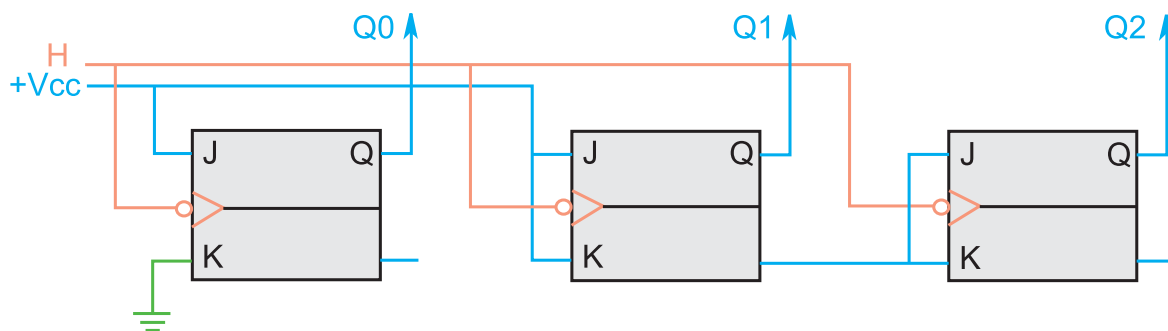 Q0 Q1 Q2
H
+Vcc
J Q J Q J Q
K K K